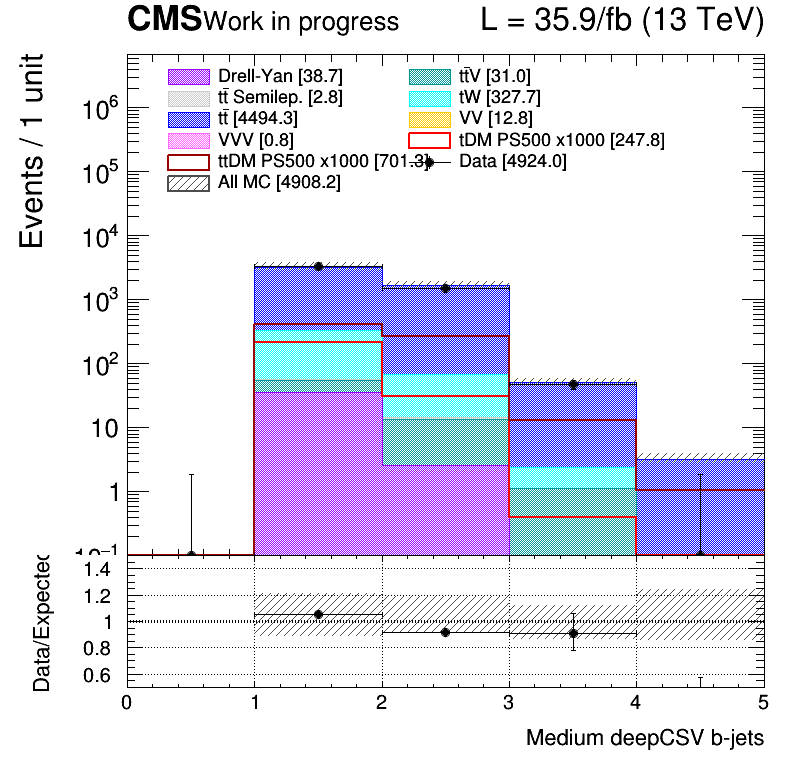 CMS Work in progress L = 35.9/fb (13 TeV)
Events / 1 unit
Drell-Yan [38.7] tt̄V [31.0]
tt̄ Semilep. [2.8] tW [327.7]
tt̄ [4494.3] VV [12.8]
VVV [0.8] tDM PS500 x1000 [247.8]
ttDM PS500 x1000 [701.3] Data [4924.0]
All MC [4908.2]
10⁶
10⁵
10⁴
10³
10²
10
1
10⁻¹
Data/Expected
1.4
1.2
1
0.8
0.6
0 1 2 3 4 5
Medium deepCSV b-jets